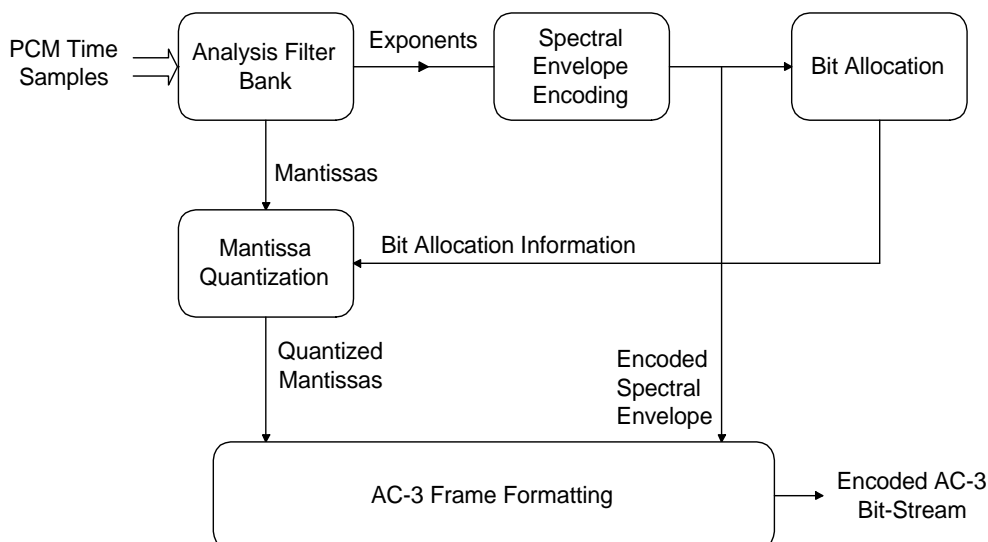 PCM Time
Samples
Analysis Filter
Bank
Exponents
Spectral
Envelope
Encoding
Bit Allocation
Mantissas
Mantissa
Quantization
Bit Allocation Information
Quantized
Mantissas
Encoded
Spectral
Envelope
AC-3 Frame Formatting
Encoded AC-3
Bit-Stream